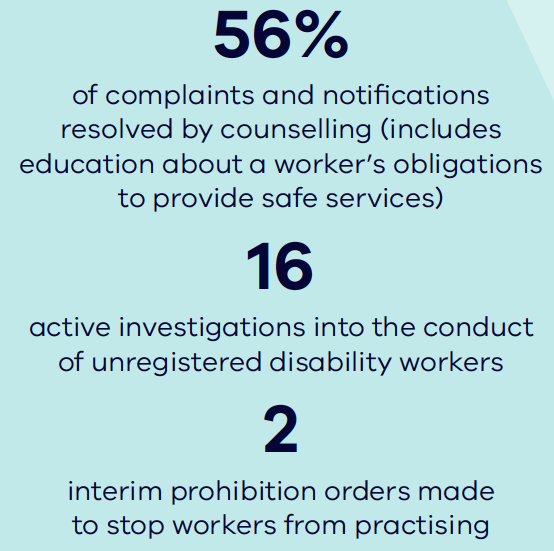 56%
of complaints and notifications
resolved by counselling (includes
education about a worker's obligations
to provide safe services)
16
active investigations into the conduct
of unregistered disability workers
2
interim prohibition orders made
to stop workers from practising